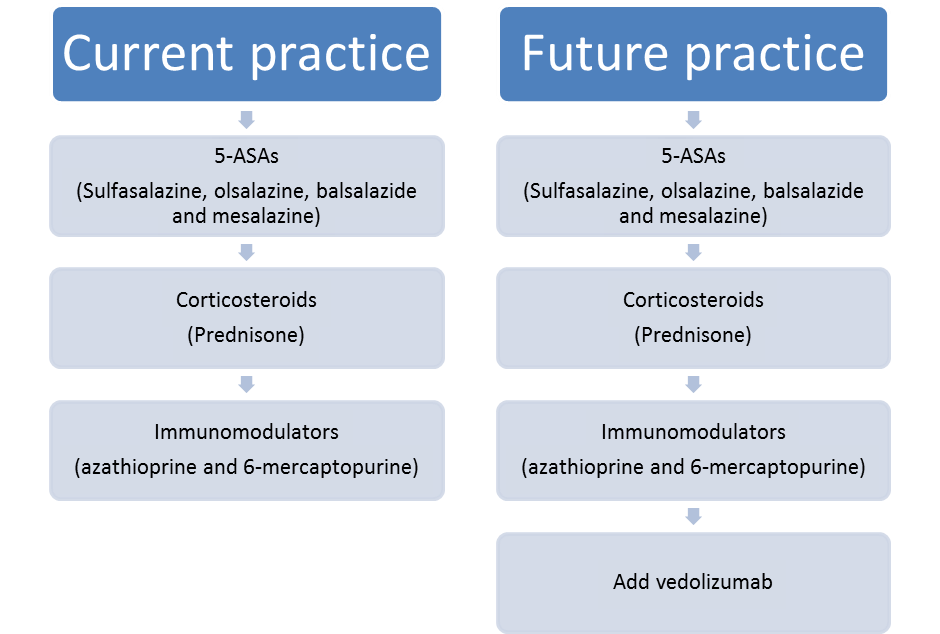 Current practice
5-ASAs
(Sulfasalazine, olsalazine, balsalazide
and mesalazine)
Corticosteroids
(Prednisone)
Immunomodulators
(azathioprine and 6-mercaptopurine)
Future practice
5-ASAs
(Sulfasalazine, olsalazine, balsalazide
and mesalazine)
Corticosteroids
(Prednisone)
Immunomodulators
(azathioprine and 6-mercaptopurine)
Add vedolizumab